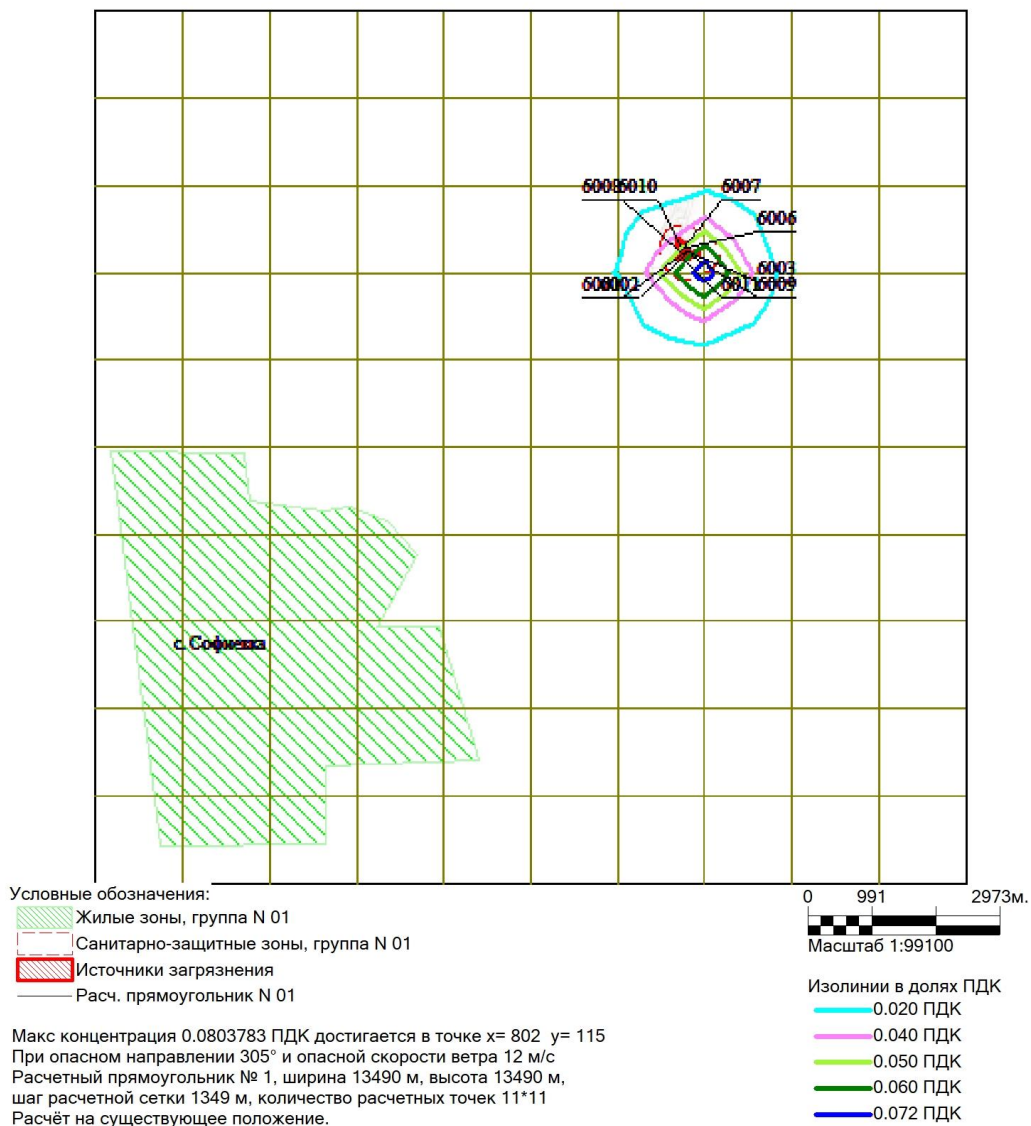 6010
6007
6006
6003
6009
с. Софиевка
Условные обозначения:
Жилые зоны, группа N 01
Санитарно-защитные зоны, группа N 01
Источники загрязнения
Расч. прямоугольник N 01
0 991 2973м.
Масштаб 1:99100
Изолинии в долях ПДК
0.020 ПДК
0.040 ПДК
0.050 ПДК
0.060 ПДК
0.072 ПДК
Макс концентрация 0.0803783 ПДК достигается в точке x= 802 y= 115
При опасном направлении 305° и опасной скорости ветра 12 м/с
Расчетный прямоугольник № 1, ширина 13490 м, высота 13490 м,
шаг расчетной сетки 1349 м, количество расчетных точек 11*11
Расчёт на существующее положение.